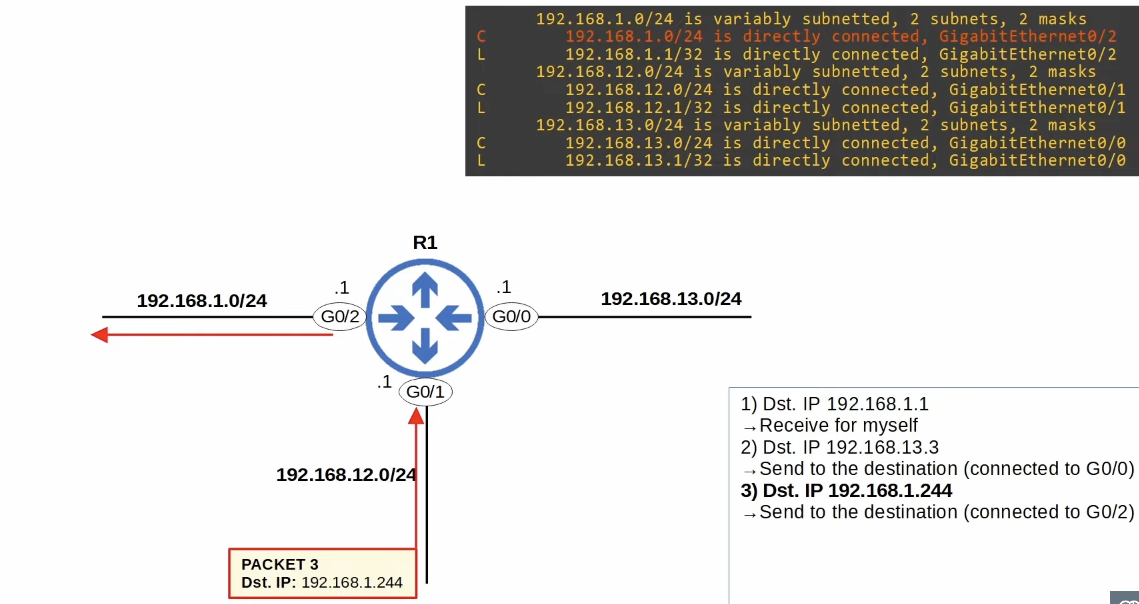 192.168.1.0/24 is variably subnetted, 2 subnets, 2 masks
C 192.168.1.0/24 is directly connected, GigabitEthernet0/2
L 192.168.1.1/32 is directly connected, GigabitEthernet0/2
192.168.12.0/24 is variably subnetted, 2 subnets, 2 masks
C 192.168.12.0/24 is directly connected, GigabitEthernet0/1
L 192.168.12.1/32 is directly connected, GigabitEthernet0/1
192.168.13.0/24 is variably subnetted, 2 subnets, 2 masks
C 192.168.13.0/24 is directly connected, GigabitEthernet0/0
L 192.168.13.1/32 is directly connected, GigabitEthernet0/0
R1
192.168.1.0/24
.1
G0/2
.1
G0/0
192.168.13.0/24
.1
G0/1
192.168.12.0/24
PACKET 3
Dst. IP: 192.168.1.244
1) Dst. IP 192.168.1.1
→Receive for myself
2) Dst. IP 192.168.13.3
→Send to the destination (connected to G0/0)
3) Dst. IP 192.168.1.244
→Send to the destination (connected to G0/2)